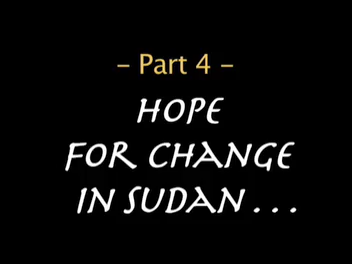 – Part 4 –
HOPE
FOR CHANGE
IN SUDAN . . .